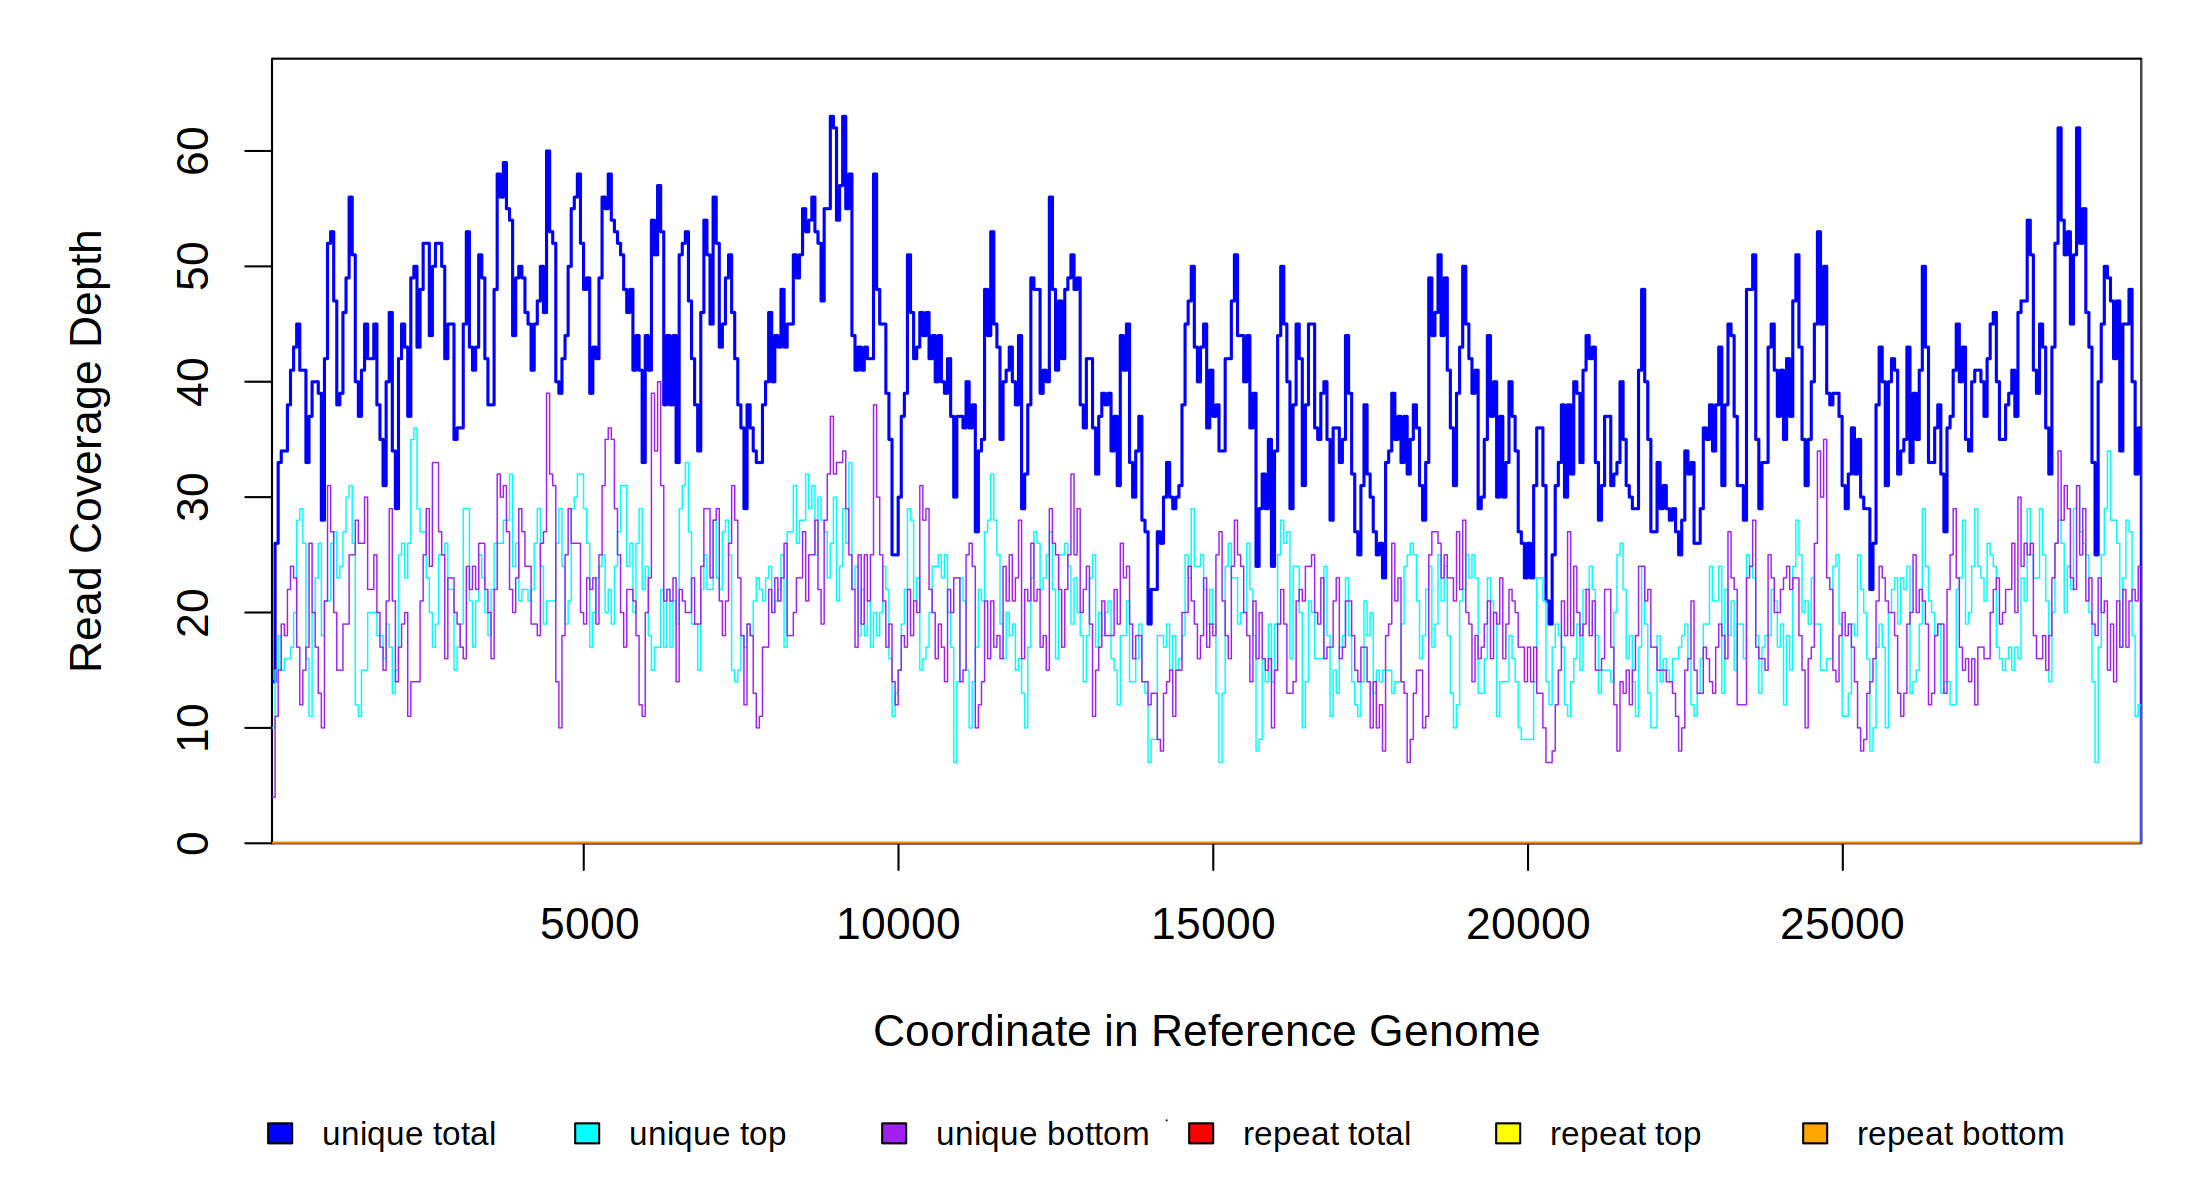 Read Coverage Depth
60
50
40
30
20
10
0
5000 10000 15000 20000 25000
Coordinate in Reference Genome
unique total unique top unique bottom repeat total repeat top repeat bottom